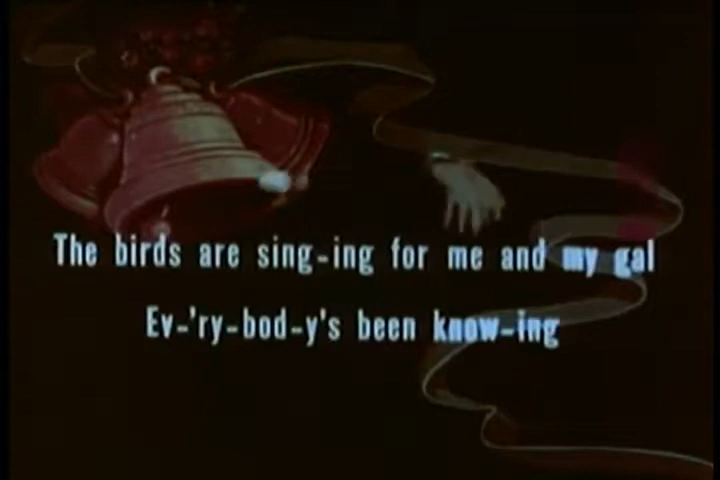 The birds are sing-ing for me and my gal
Ev-'ry-bod-y's been know-ing